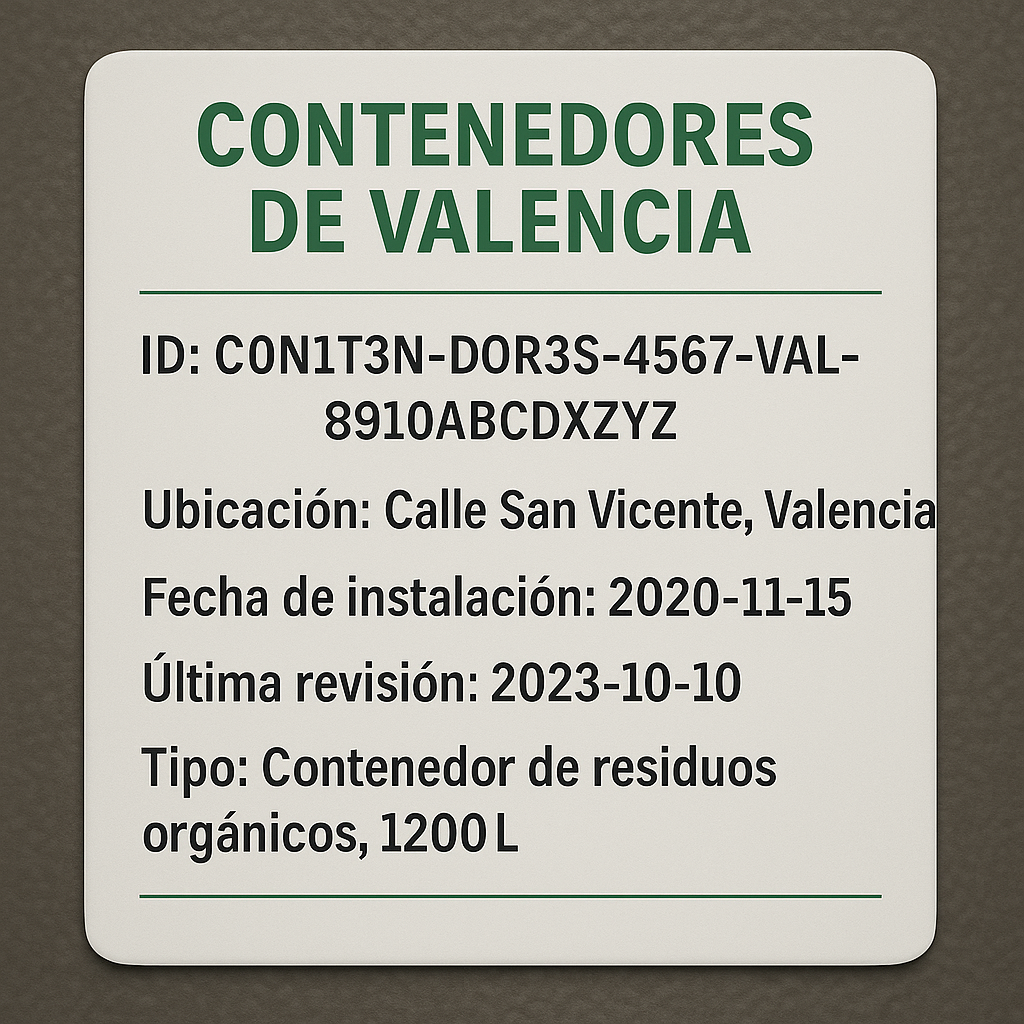 CONTENEDORES
DE VALENCIA
ID: C0N1T3N-DOR3S-4567-VAL-
8910ABCDXZYZ
Ubicación: Calle San Vicente, Valencia
Fecha de instalación: 2020-11-15
Última revisión: 2023-10-10
Tipo: Contenedor de residuos
orgánicos, 1200 L